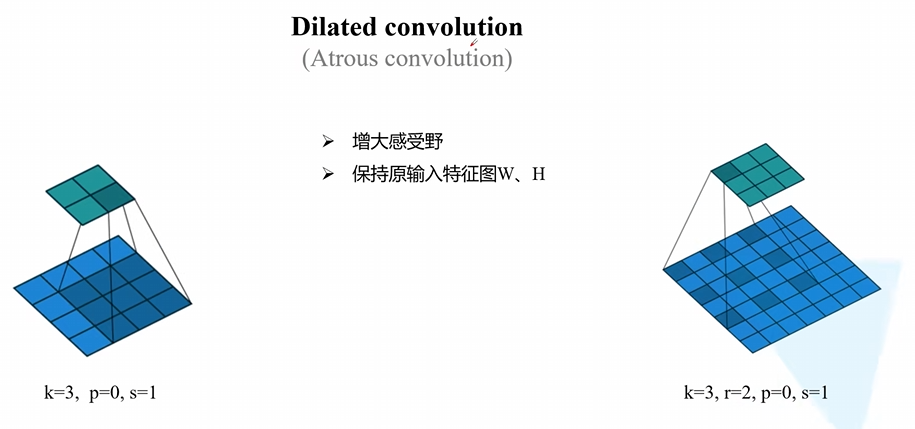 Dilated convolution
(Atrous convolution)
➢ 增大感受野
➢ 保持原输入特征图W、H
k=3, p=0, s=1
k=3, r=2, p=0, s=1